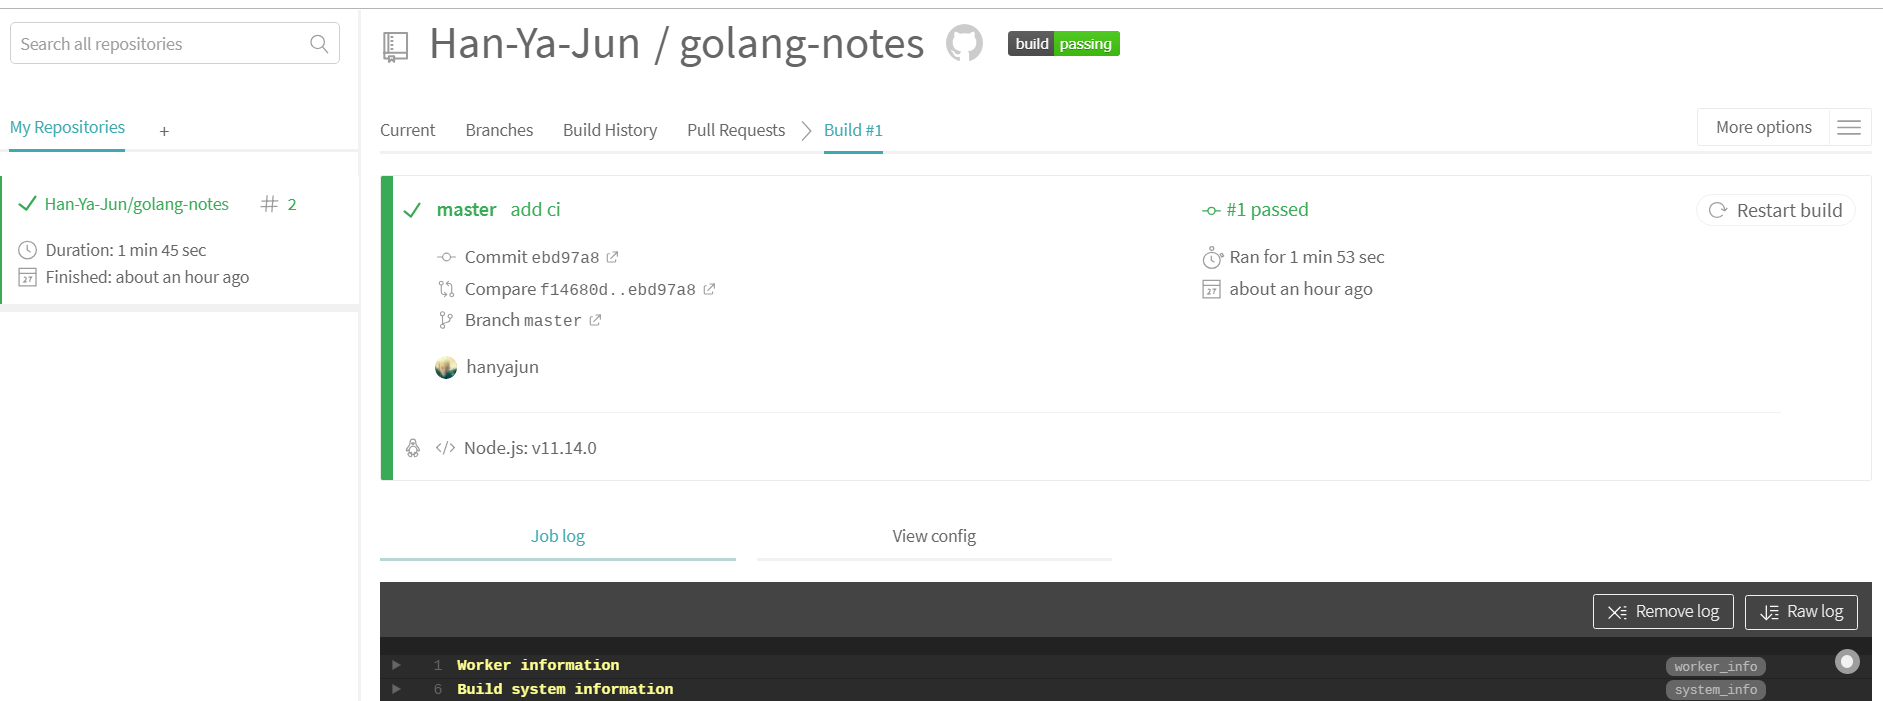 Search all repositories
My Repositories +
Han-Ya-Jun/golang-notes # 2
Duration: 1 min 45 sec
27 Finished: about an hour ago
Han-Ya-Jun / golang-notes build passing
Current Branches Build History Pull Requests Build #1 More options
master add ci #1 passed Restart build
Commit ebd97a8 Ran for 1 min 53 sec
Compare f14680d..ebd97a8 27 about an hour ago
Branch master
hanyajun
</> Node.js: v11.14.0
Job log View config
Remove log Raw log
1 Worker information worker_info
6 Build system information system_info